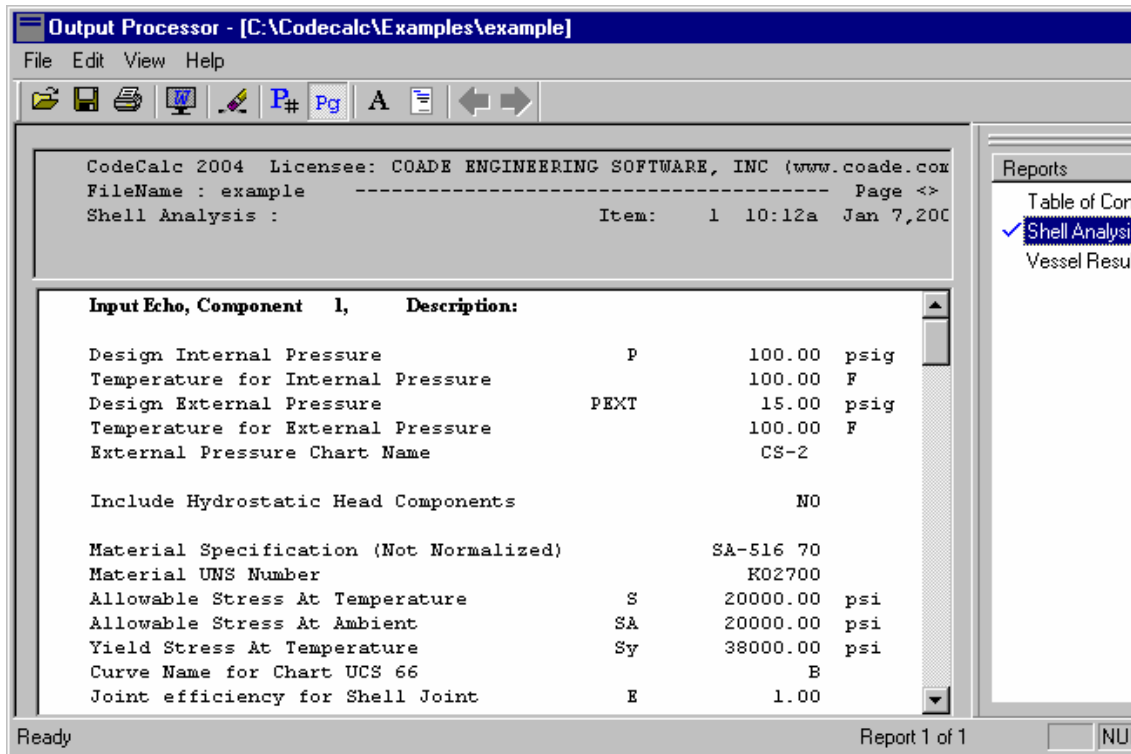 Output Processor - [C:\Codecalc\Examples\example]
File Edit View Help
W P# Pg A
CodeCalc 2004 Licensee: COADE ENGINEERING SOFTWARE, INC (www.coade.com
FileName : example --------------------------------------- Page <>
Shell Analysis : Item: 1 10:12a Jan 7,200
Input Echo, Component 1, Description:
Design Internal Pressure P 100.00 psig
Temperature for Internal Pressure 100.00 F
Design External Pressure PEXT 15.00 psig
Temperature for External Pressure 100.00 F
External Pressure Chart Name CS-2
Include Hydrostatic Head Components NO
Material Specification (Not Normalized) SA-516 70
Material UNS Number K02700
Allowable Stress At Temperature S 20000.00 psi
Allowable Stress At Ambient SA 20000.00 psi
Yield Stress At Temperature Sy 38000.00 psi
Curve Name for Chart UCS 66 B
Joint efficiency for Shell Joint E 1.00
Reports
Table of Con
Shell Analysi
Vessel Resu
Ready Report 1 of 1 NU